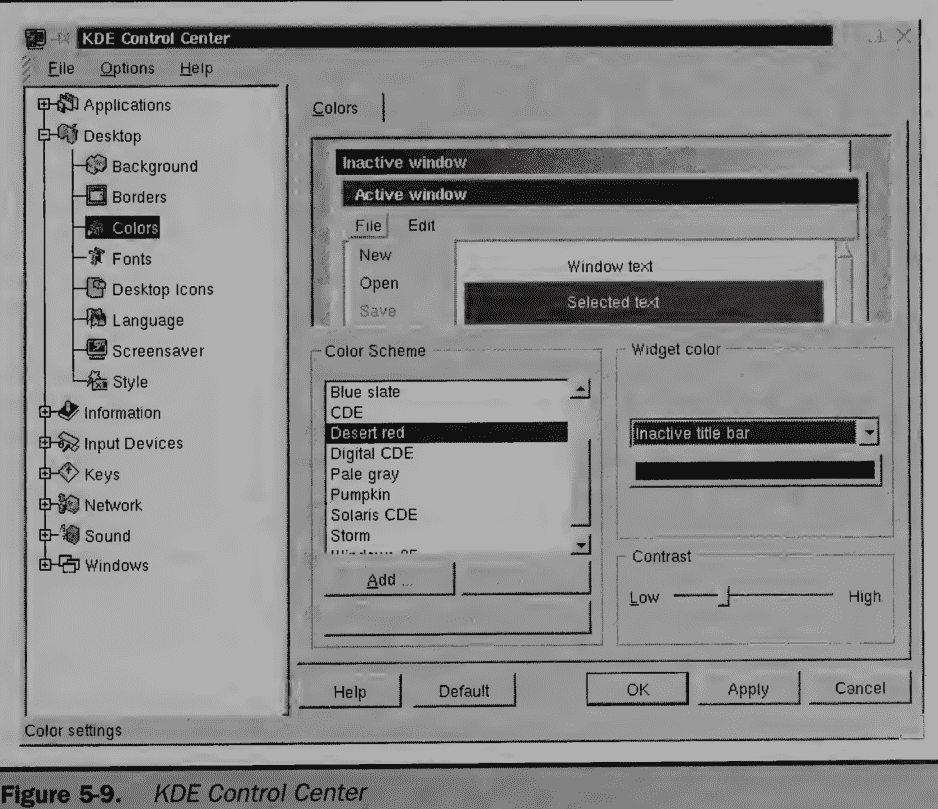 KDE Control Center
File Options Help
Applications
Desktop
Background
Borders
Colors
Fonts
Desktop Icons
Language
Screensaver
Style
Information
Input Devices
Keys
Network
Sound
Windows
Colors
Inactive window
Active window
File Edit
New
Open
Save
Window text
Selected text
Color Scheme
Blue slate
CDE
Desert red
Digital CDE
Pale gray
Pumpkin
Solaris CDE
Storm
Add ...
Widget color
Inactive title bar
Contrast
Low High
Help Default OK Apply Cancel
Color settings
Figure 5-9. KDE Control Center